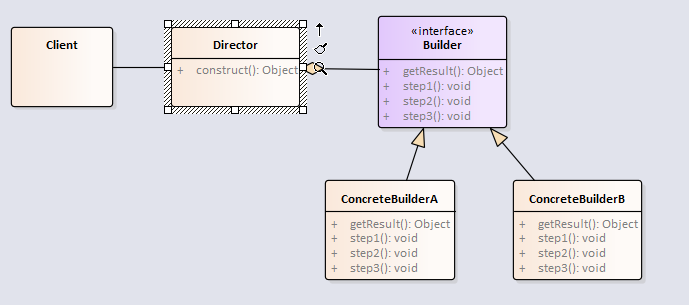 Client
Director
+ construct(): Object
«interface»
Builder
+ getResult(): Object
+ step1(): void
+ step2(): void
+ step3(): void
ConcreteBuilderA
+ getResult(): Object
+ step1(): void
+ step2(): void
+ step3(): void
ConcreteBuilderB
+ getResult(): Object
+ step1(): void
+ step2(): void
+ step3(): void